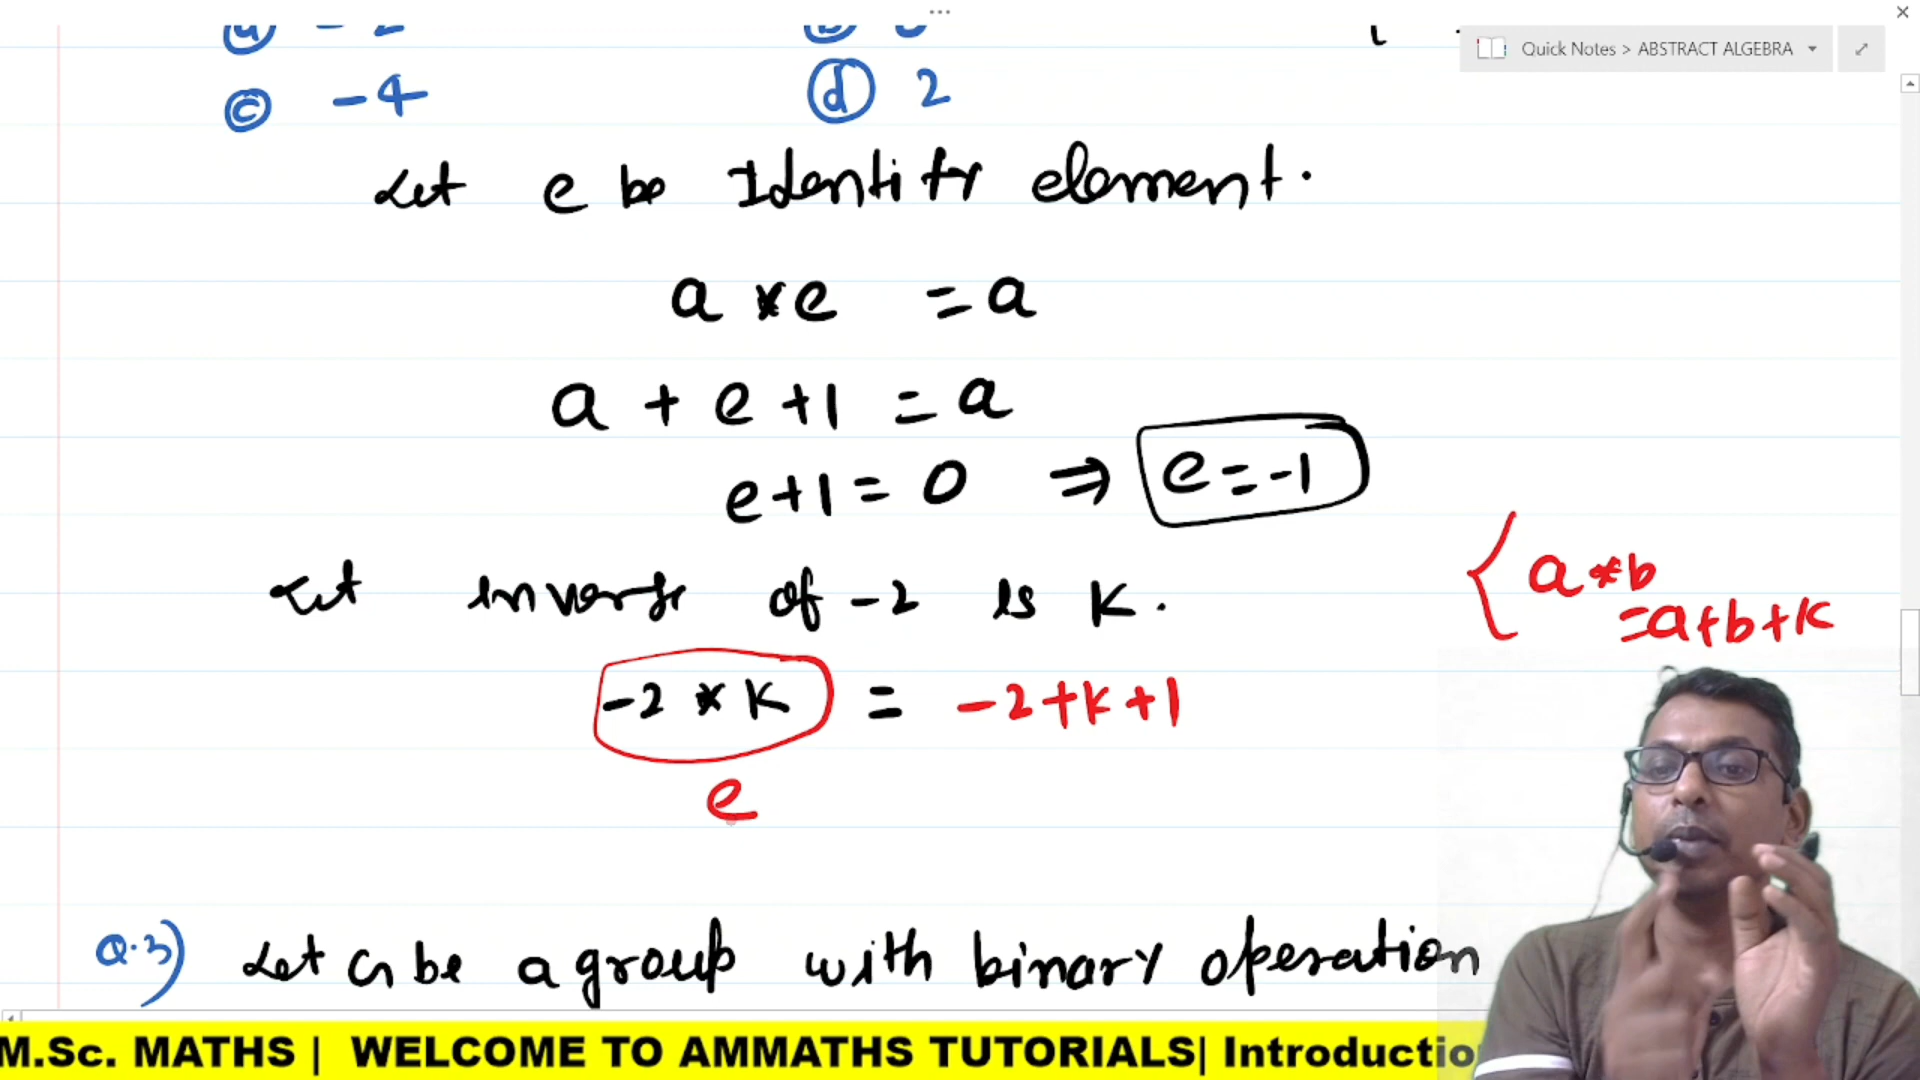 Quick Notes > ABSTRACT ALGEBRA
(c) -4
(d) 2
Let e be Identity element.
a * e = a
a + e + 1 = a
e + 1 = 0 ⇒ e = -1
Let inverse of -2 is K.
{ a * b
= a + b + K
-2 * K = -2 + K + 1
e
Q.3) Let G be a group with binary operation
M.Sc. MATHS | WELCOME TO AMMATHS TUTORIALS| Introductio